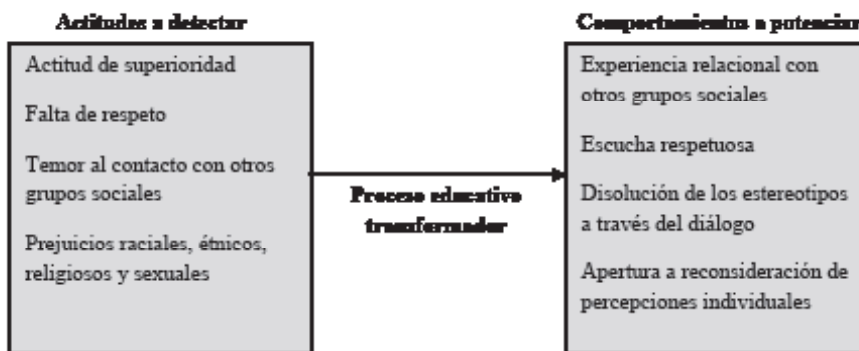 Actitudes a detectar
Actitud de superioridad
Falta de respeto
Temor al contacto con otros
grupos sociales
Prejuicios raciales, étnicos,
religiosos y sexuales
Proceso educativo
transformador
Comportamientos a potenciar
Experiencia relacional con
otros grupos sociales
Escucha respetuosa
Disolución de los estereotipos
a través del diálogo
Apertura a reconsideración de
percepciones individuales